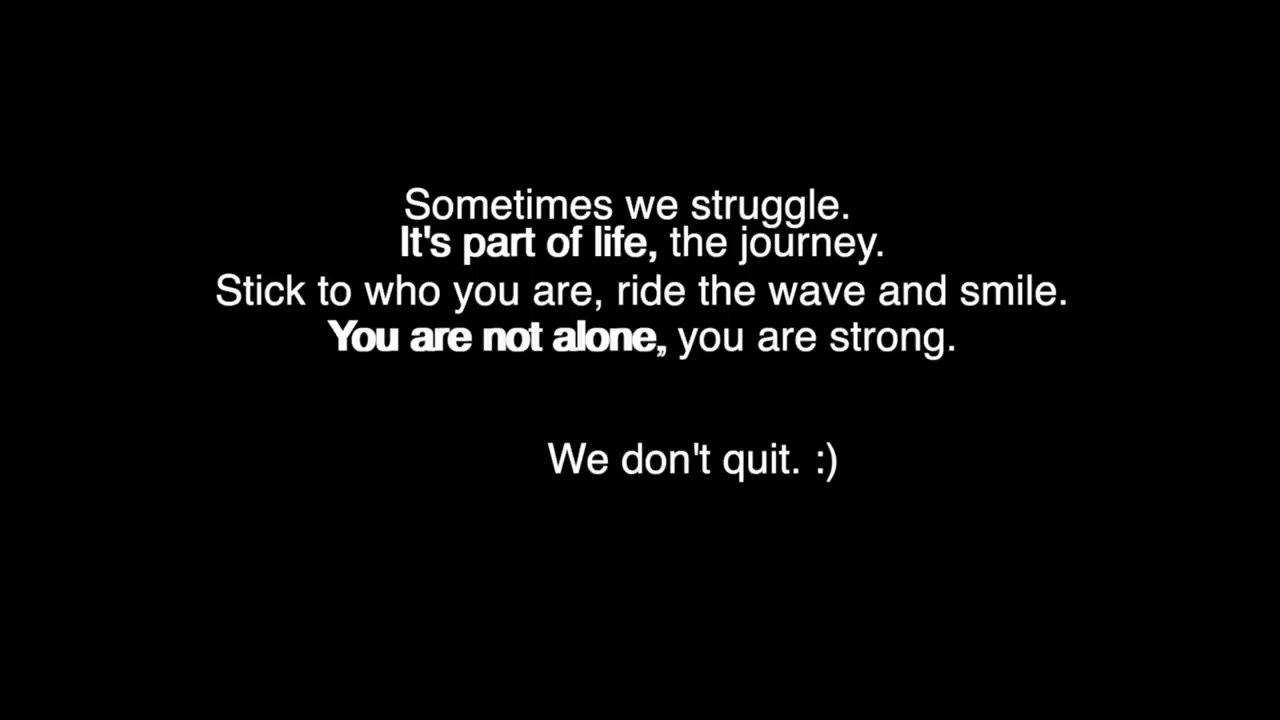 Sometimes we struggle.
It's part of life, the journey.
Stick to who you are, ride the wave and smile.
You are not alone, you are strong.
We don't quit. :)